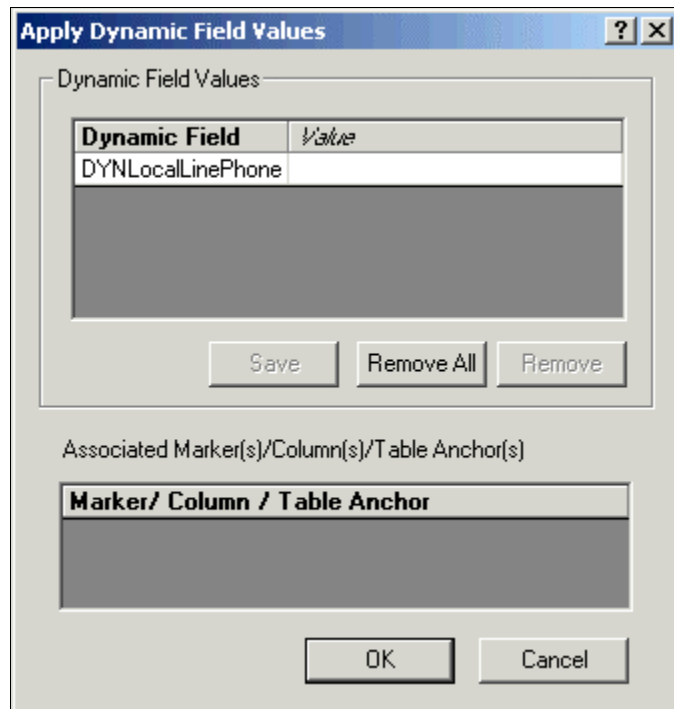 Apply Dynamic Field Values
Dynamic Field Values
Dynamic Field Value
DYNLocalLinePhone
Save Remove All Remove
Associated Marker(s)/Column(s)/Table Anchor(s)
Marker/ Column / Table Anchor
OK Cancel